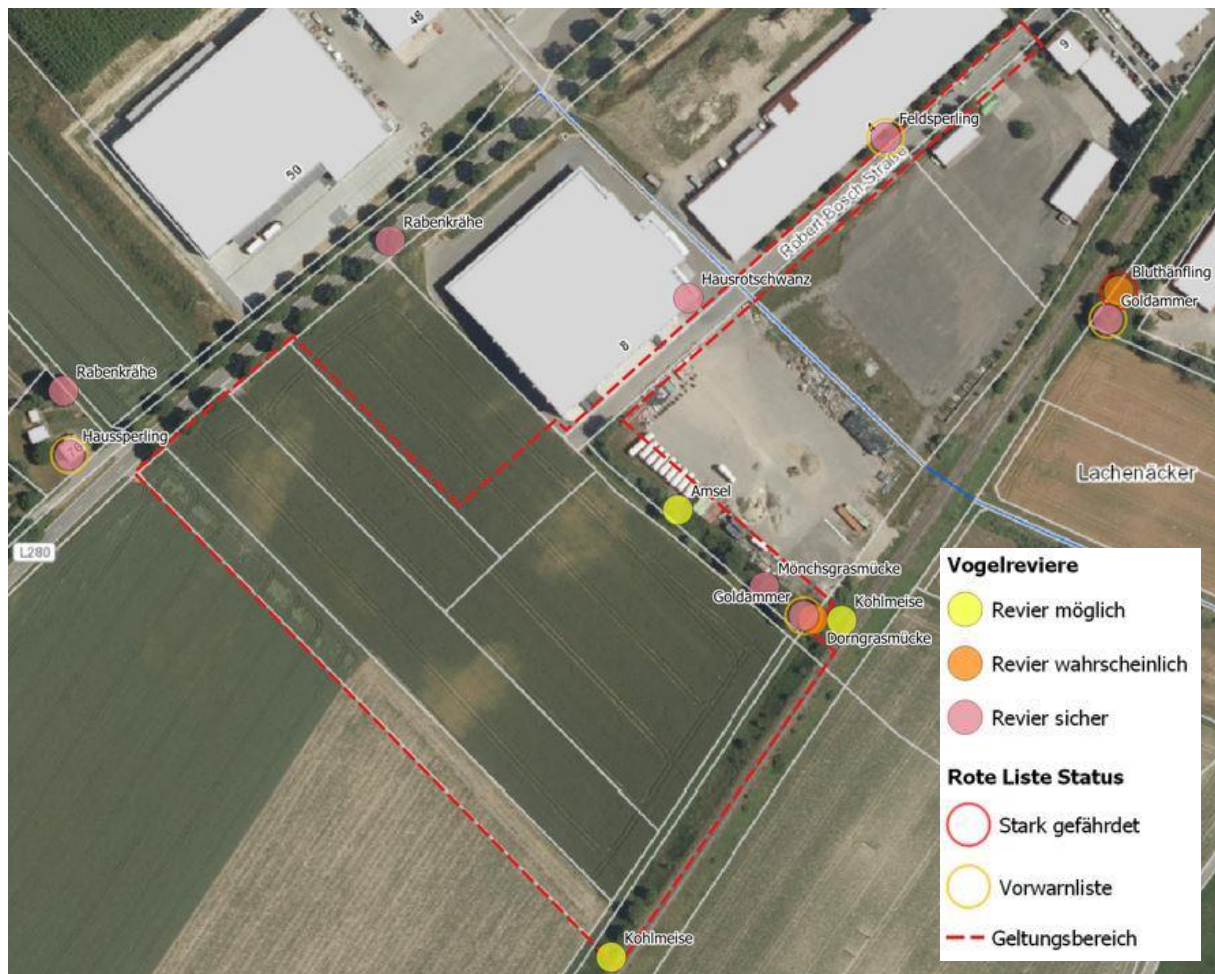 48
9
50
Feldsperling
Robert Bosch Straße
Rabenkrähe
Hausrotschwanz
Bluthänfling
Goldammer
8
Rabenkrähe
Haussperling
Lachenäcker
Amsel
L280
Mönchsgrasmücke
Goldammer
Kohlmeise
Dorngrasmücke
Kohlmeise
Vogelreviere
Revier möglich
Revier wahrscheinlich
Revier sicher
Rote Liste Status
Stark gefährdet
Vorwarnliste
Geltungsbereich